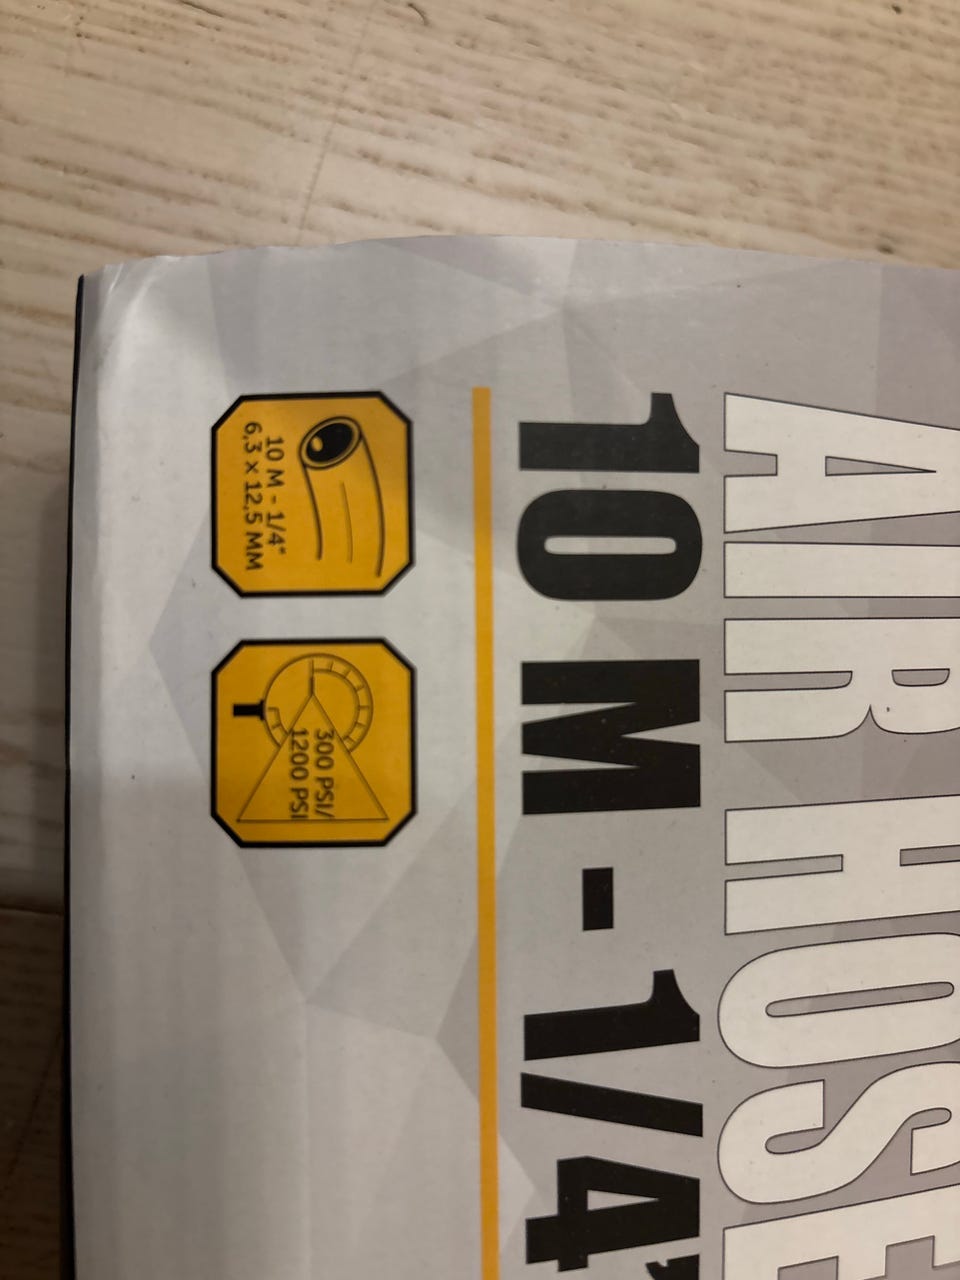 AIR HOSE
10 M - 1/4"
10 M - 1/4"
6,3 x 12,5 MM
300 PSI/
1200 PSI